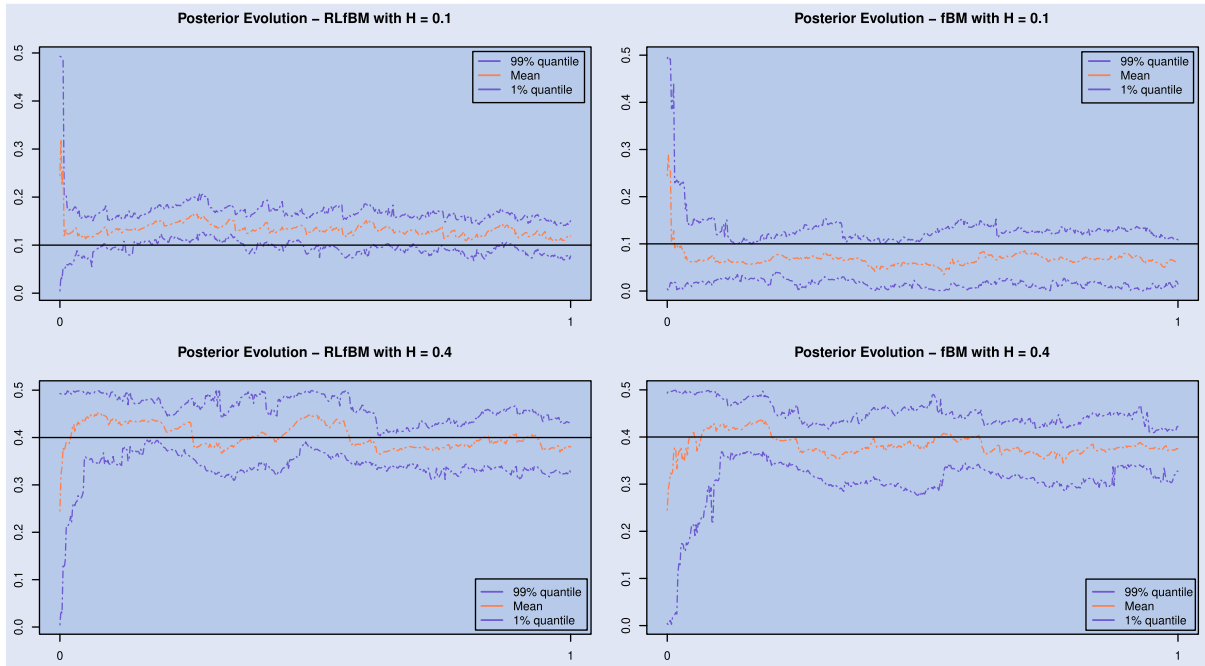 Posterior Evolution – RLfBM with H = 0.1
0.5
0.4
0.3
0.2
0.1
0.0
99% quantile
Mean
1% quantile
0
1
Posterior Evolution – fBM with H = 0.1
0.5
0.4
0.3
0.2
0.1
0.0
99% quantile
Mean
1% quantile
0
1
Posterior Evolution – RLfBM with H = 0.4
0.5
0.4
0.3
0.2
0.1
0.0
99% quantile
Mean
1% quantile
0
1
Posterior Evolution – fBM with H = 0.4
0.5
0.4
0.3
0.2
0.1
0.0
99% quantile
Mean
1% quantile
0
1